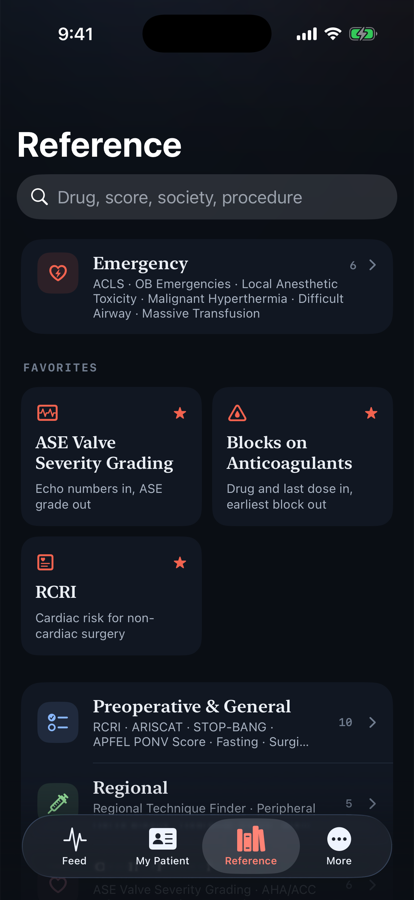 9:41
Reference
Drug, score, society, procedure
Emergency
6
ACLS · OB Emergencies · Local Anesthetic
Toxicity · Malignant Hyperthermia · Difficult
Airway · Massive Transfusion
FAVORITES
ASE Valve
Severity Grading
Echo numbers in, ASE
grade out
Blocks on
Anticoagulants
Drug and last dose in,
earliest block out
RCRI
Cardiac risk for non-
cardiac surgery
Preoperative & General
RCRI · ARISCAT · STOP-BANG ·
APFEL PONV Score · Fasting · Surgi...
10
Regional
Regional Technique Finder · Peripheral
5
Feed
My Patient
Reference
More
ASE Valve Severity Grading · AHA/ACC
6